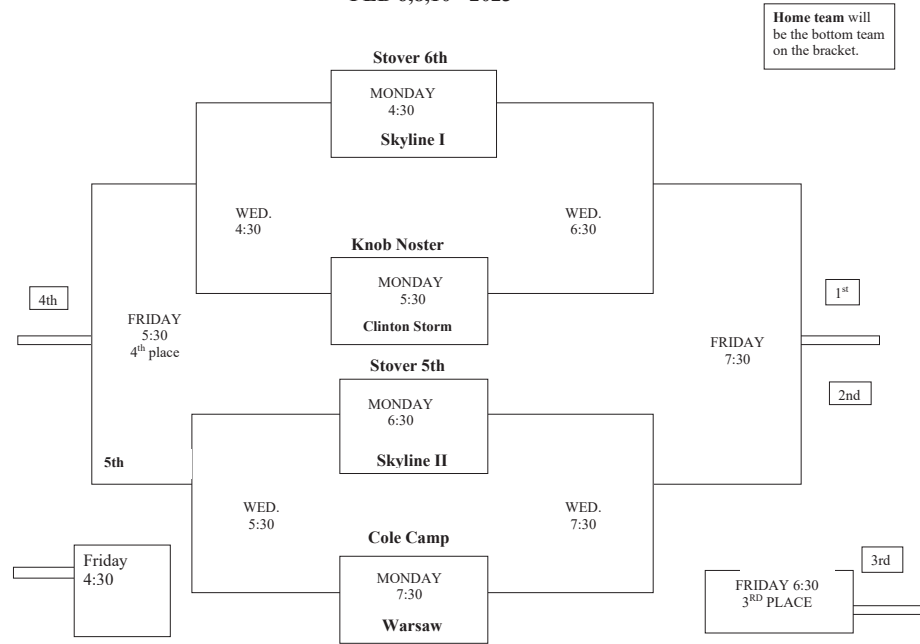 Home team will
be the bottom team
on the bracket.
Stover 6th
MONDAY
4:30
Skyline I
WED.
4:30
WED.
6:30
Knob Noster
MONDAY
5:30
Clinton Storm
4th
1st
FRIDAY
5:30
4th place
FRIDAY
7:30
Stover 5th
MONDAY
6:30
Skyline II
2nd
5th
WED.
5:30
WED.
7:30
Cole Camp
MONDAY
7:30
Warsaw
Friday
4:30
3rd
FRIDAY 6:30
3RD PLACE